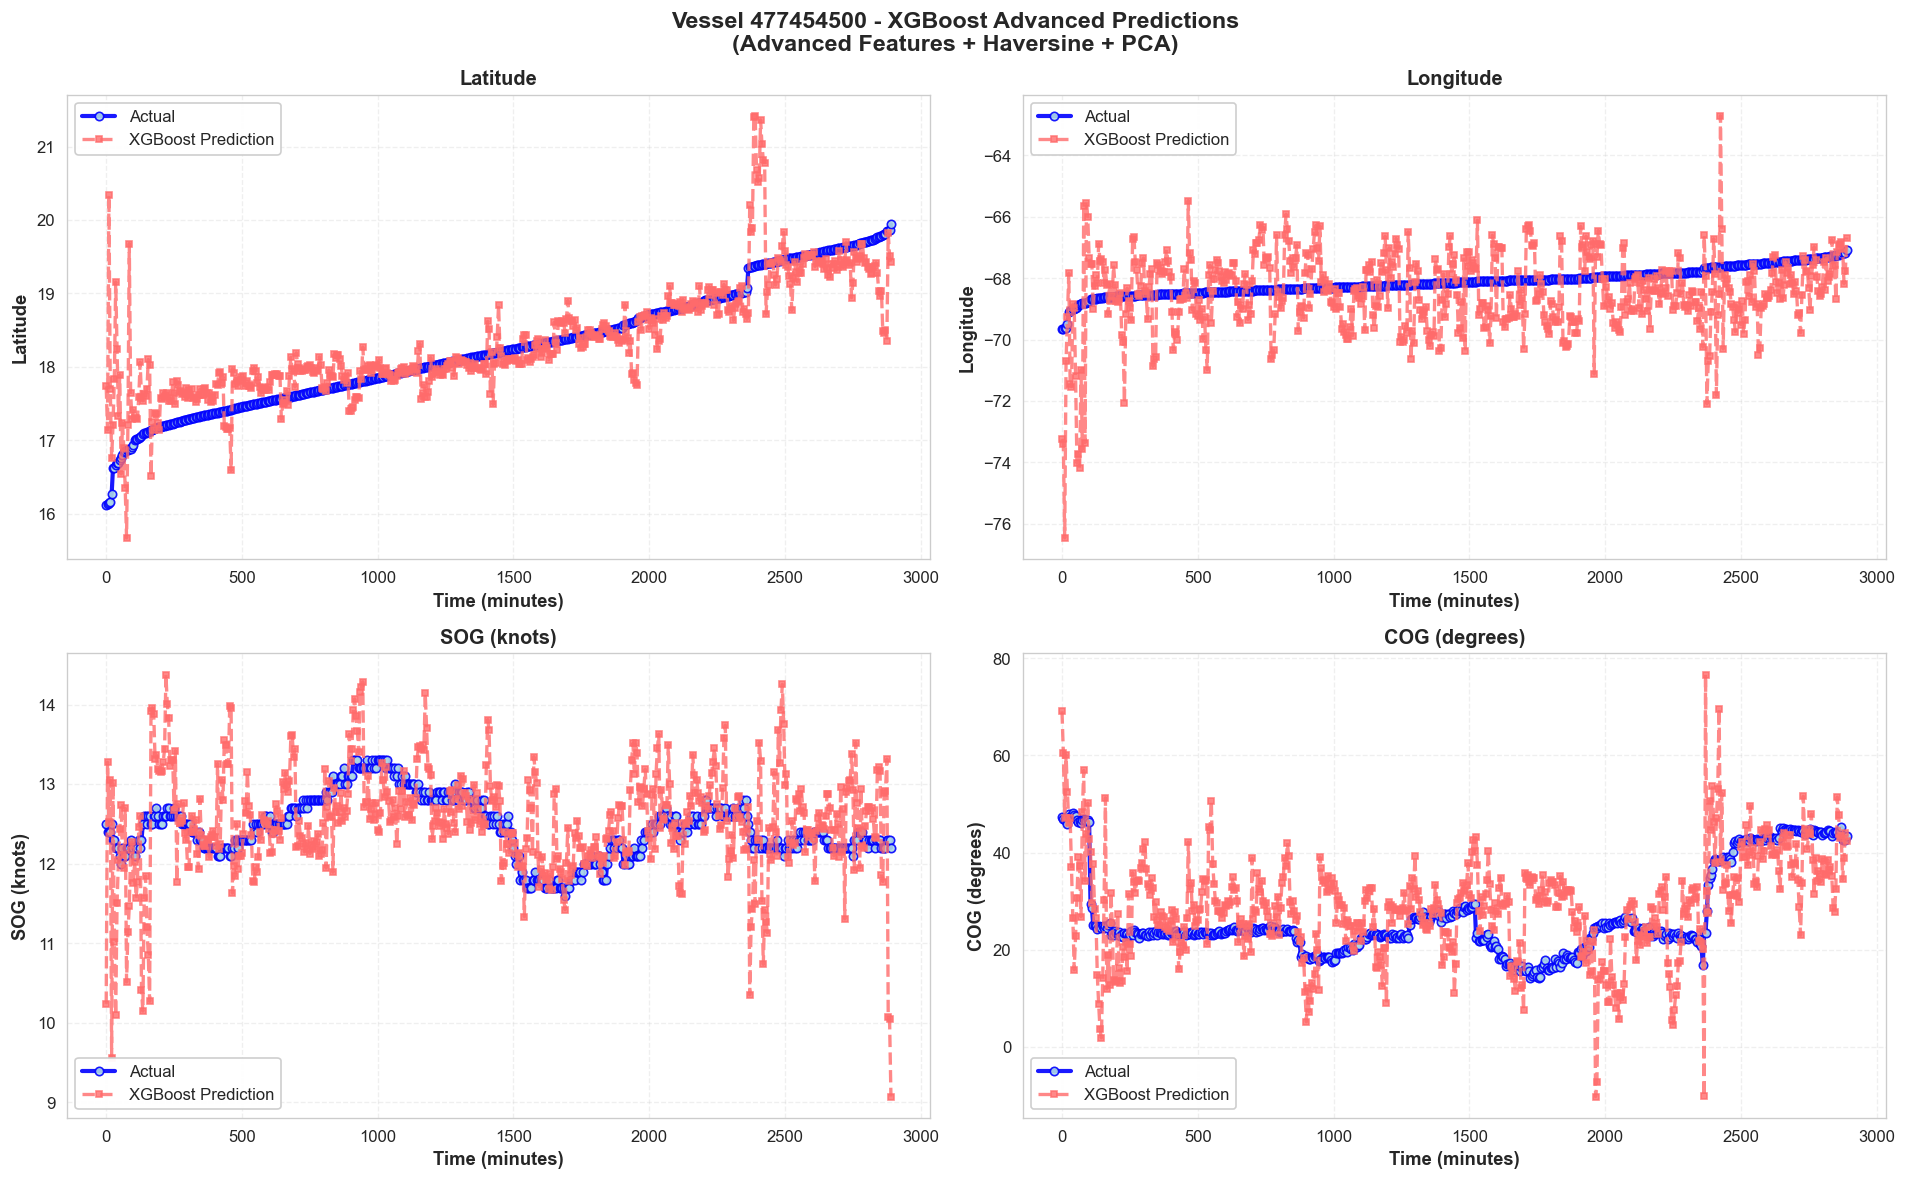 Vessel 477454500 - XGBoost Advanced Predictions
(Advanced Features + Haversine + PCA)
Latitude
Actual
XGBoost Prediction
Latitude
21
20
19
18
17
16
0 500 1000 1500 2000 2500 3000
Time (minutes)
Longitude
Actual
XGBoost Prediction
Longitude
−64
−66
−68
−70
−72
−74
−76
0 500 1000 1500 2000 2500 3000
Time (minutes)
SOG (knots)
SOG (knots)
14
13
12
11
10
9
Actual
XGBoost Prediction
0 500 1000 1500 2000 2500 3000
Time (minutes)
COG (degrees)
COG (degrees)
80
60
40
20
0
Actual
XGBoost Prediction
0 500 1000 1500 2000 2500 3000
Time (minutes)